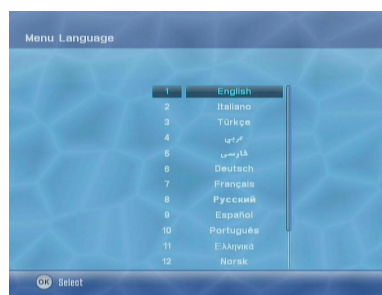 Menu Language
1 English
2 Italiano
3 Türkçe
4 عربي
5 فارسی
6 Deutsch
7 Français
8 Русский
9 Español
10 Português
11 Ελληνικά
12 Norsk
OK Select